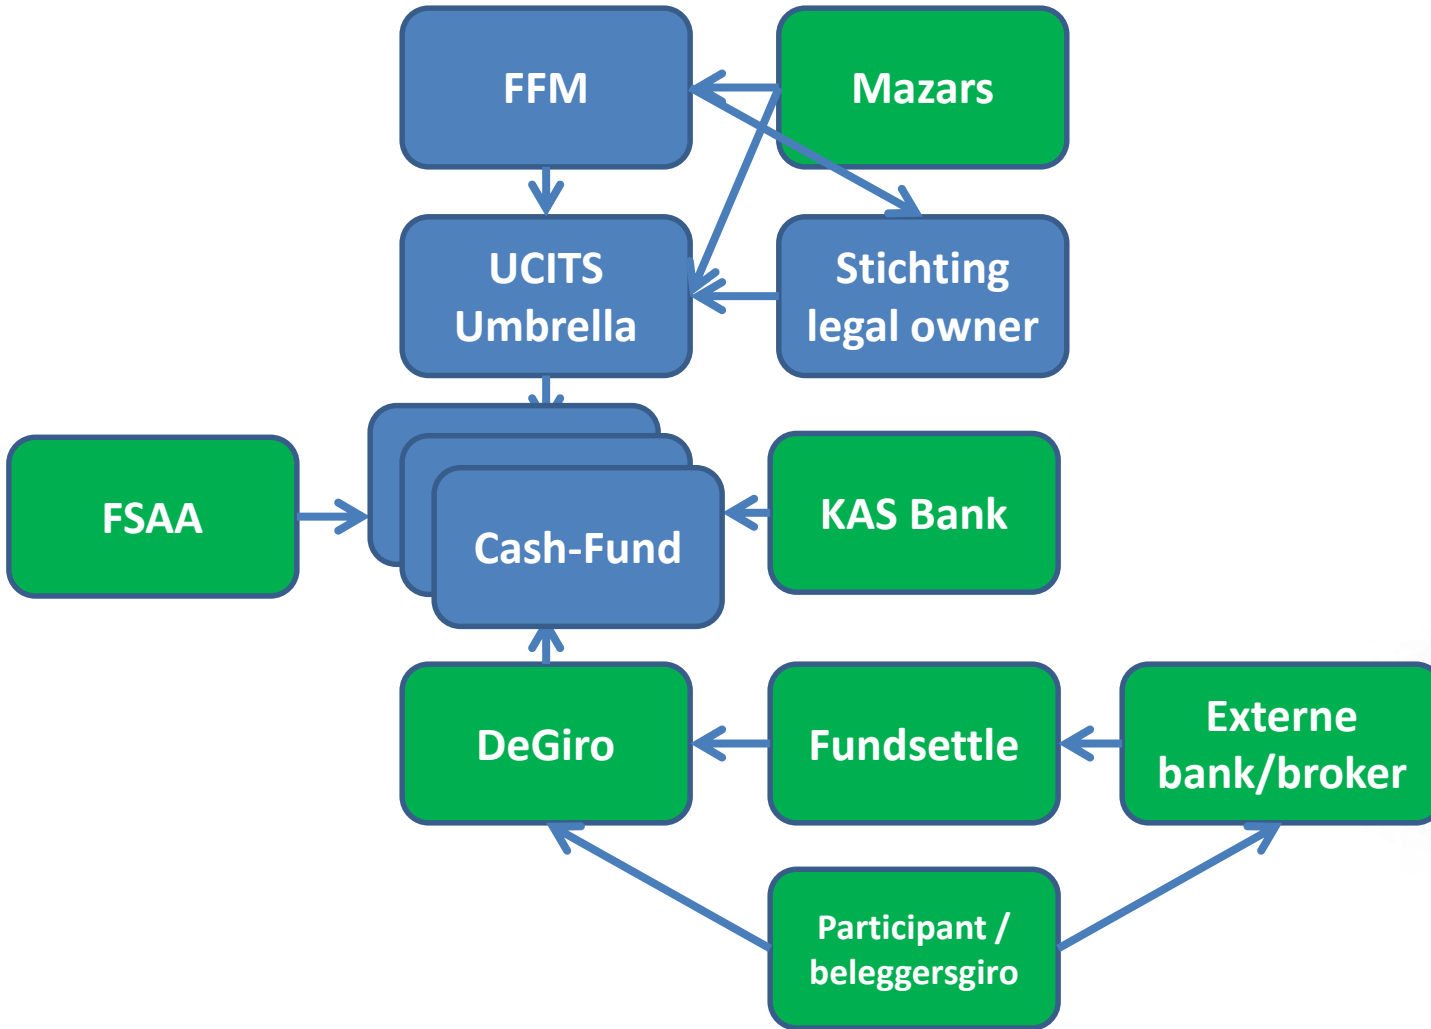 FFM
Mazars
UCITS
Umbrella
Stichting
legal owner
FSAA
Cash-Fund
KAS Bank
DeGiro
Fundsettle
Externe
bank/broker
Participant /
beleggersgiro